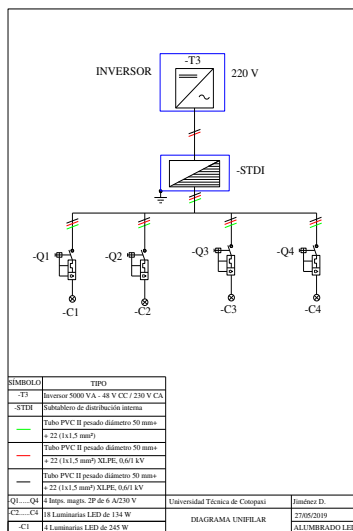 -T3
INVERSOR
220 V
-STDI
-Q1
-Q2
-Q3
-Q4
-C1
-C2
-C3
-C4
SÍMBOLO TIPO
-T3 Inversor 5000 VA - 48 V CC / 230 V CA
-STDI Subtablero de distribución interna
Tubo PVC II pesado diámetro 50 mm+
+ 22 (1x1,5 mm²)
Tubo PVC II pesado diámetro 50 mm+
+ 22 (1x1,5 mm²) XLPE, 0,6/1 kV
Tubo PVC II pesado diámetro 50 mm+
+ 22 (1x1,5 mm²) XLPE, 0,6/1 kV
-Q1......Q4 4 Intps. magts. 2P de 6 A/230 V
-C2......C4 18 Luminarias LED de 134 W
-C1 4 Luminarias LED de 245 W
Universidad Técnica de Cotopaxi
Jiménez D.
DIAGRAMA UNIFILAR
27/05/2019
ALUMBRADO LED